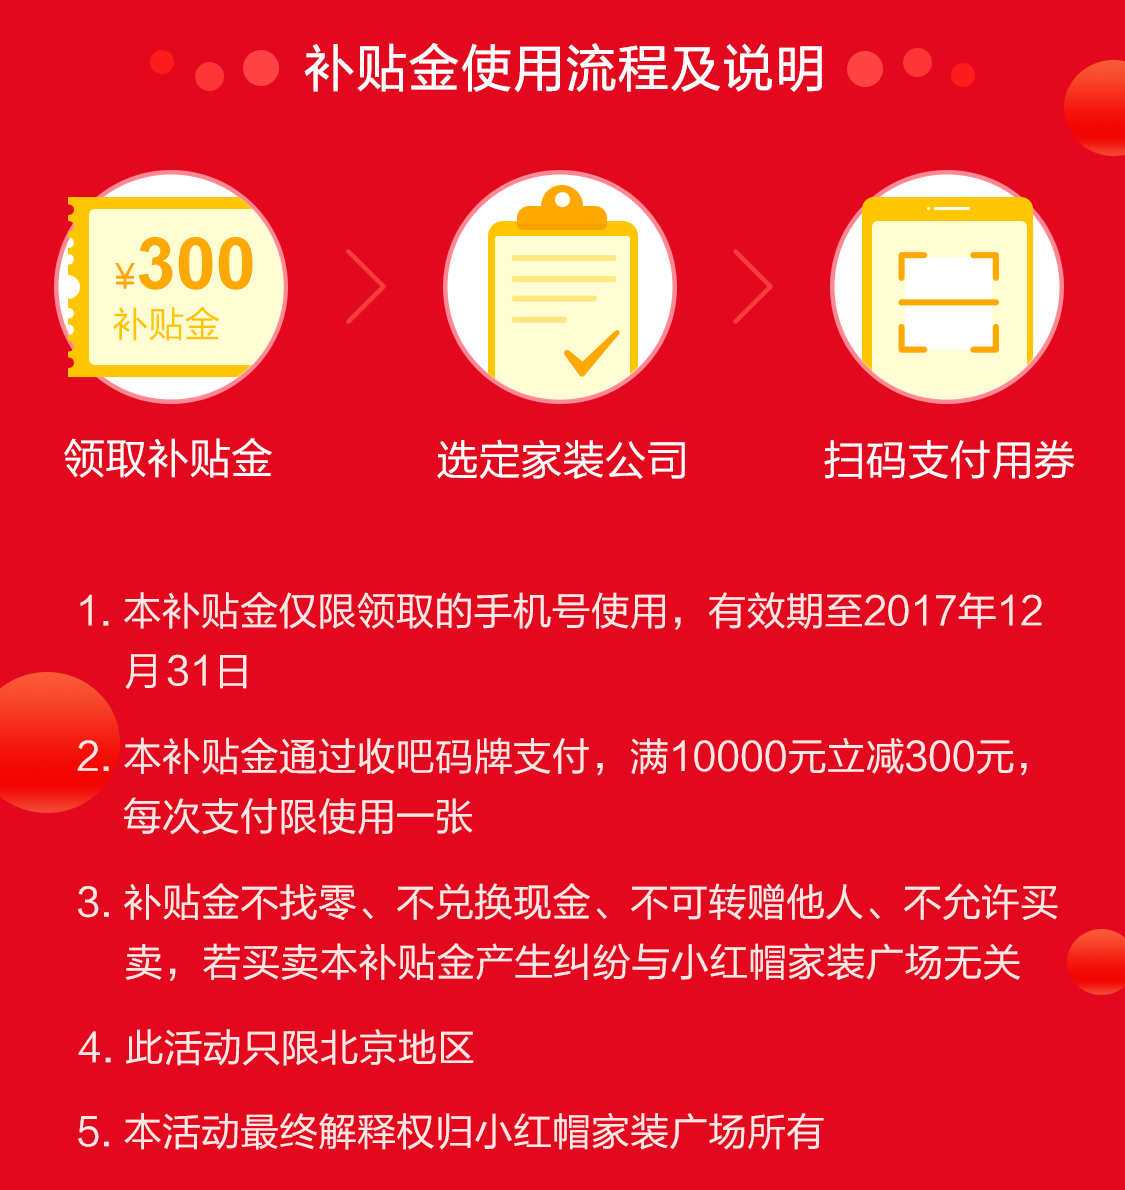 补贴金使用流程及说明
¥300
补贴金
领取补贴金
选定家装公司
扫码支付用券
1. 本补贴金仅限领取的手机号使用，有效期至2017年12
月31日
2. 本补贴金通过收吧码牌支付，满10000元立减300元，
每次支付限使用一张
3. 补贴金不找零、不兑换现金、不可转赠他人、不允许买
卖，若买卖本补贴金产生纠纷与小红帽家装广场无关
4. 此活动只限北京地区
5. 本活动最终解释权归小红帽家装广场所有